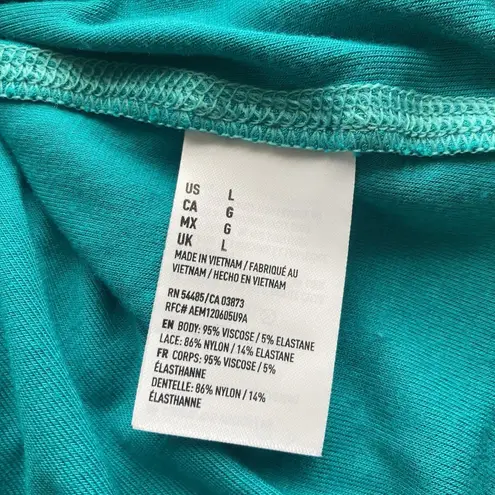 US L
CA G
MX G
UK L
MADE IN VIETNAM / FABRIQUÉ AU
VIETNAM / HECHO EN VIETNAM
RN 54485/CA 03873
RFC# AEM120605U9A
EN BODY: 95% VISCOSE / 5% ELASTANE
LACE: 86% NYLON / 14% ELASTANE
FR CORPS: 95% VISCOSE / 5%
ÉLASTHANNE
DENTELLE: 86% NYLON / 14%
ÉLASTHANNE